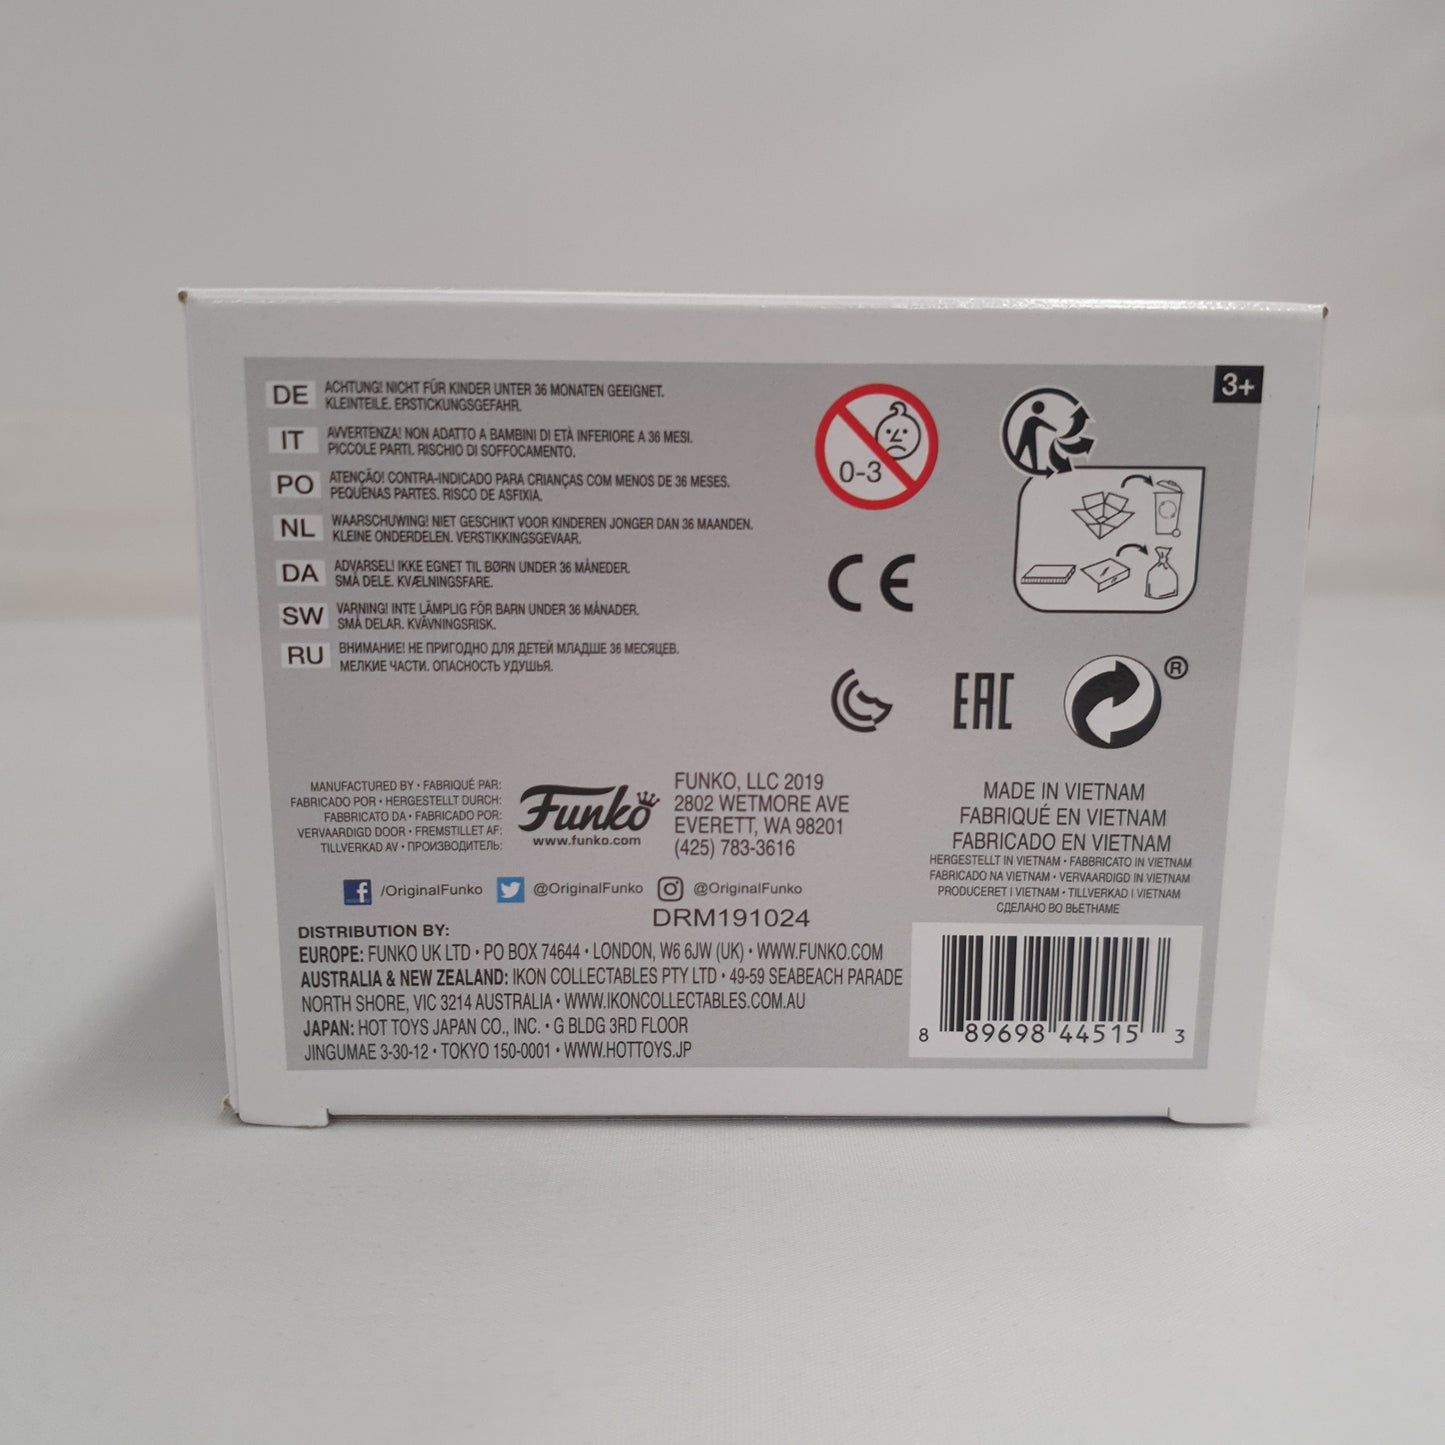 3+
DE ACHTUNG! NICHT FÜR KINDER UNTER 36 MONATEN GEEIGNET.
KLEINTEILE. ERSTICKUNGSGEFAHR.
IT AVVERTENZA! NON ADATTO A BAMBINI DI ETÀ INFERIORE A 36 MESI.
PICCOLE PARTI. RISCHIO DI SOFFOCAMENTO.
PO ATENÇÃO! CONTRA-INDICADO PARA CRIANÇAS COM MENOS DE 36 MESES.
PEQUENAS PARTES. RISCO DE ASFIXIA.
NL WAARSCHUWING! NIET GESCHIKT VOOR KINDEREN JONGER DAN 36 MAANDEN.
KLEINE ONDERDELEN. VERSTIKKINGSGEVAAR.
DA ADVARSEL! IKKE EGNET TIL BØRN UNDER 36 MÅNEDER.
SMÅ DELE. KVÆLNINGSFARE.
SW VARNING! INTE LÄMPLIG FÖR BARN UNDER 36 MÅNADER.
SMÅ DELAR. KVÄVNINGSRISK.
RU ВНИМАНИЕ! НЕ ПРИГОДНО ДЛЯ ДЕТЕЙ МЛАДШЕ 36 МЕСЯЦЕВ.
МЕЛКИЕ ЧАСТИ. ОПАСНОСТЬ УДУШЬЯ.
0-3
CE
EAC
®
MANUFACTURED BY • FABRIQUÉ PAR:
FABRICADO POR • HERGESTELLT DURCH:
FABBRICATO DA • FABRICADO POR:
VERVAARDIGD DOOR • FREMSTILLET AF:
TILLVERKAD AV • ПРОИЗВОДИТЕЛЬ:
Funko
www.funko.com
FUNKO, LLC 2019
2802 WETMORE AVE
EVERETT, WA 98201
(425) 783-3616
MADE IN VIETNAM
FABRIQUÉ EN VIETNAM
FABRICADO EN VIETNAM
HERGESTELLT IN VIETNAM • FABBRICATO IN VIETNAM
FABRICADO NA VIETNAM • VERVAARDIGD IN VIETNAM
PRODUCERET I VIETNAM • TILLVERKAD I VIETNAM
СДЕЛАНО ВО ВЬЕТНАМЕ
f /OriginalFunko @OriginalFunko @OriginalFunko
DRM191024
DISTRIBUTION BY:
EUROPE: FUNKO UK LTD • PO BOX 74644 • LONDON, W6 6JW (UK) • WWW.FUNKO.COM
AUSTRALIA & NEW ZEALAND: IKON COLLECTABLES PTY LTD • 49-59 SEABEACH PARADE
NORTH SHORE, VIC 3214 AUSTRALIA • WWW.IKONCOLLECTABLES.COM.AU
JAPAN: HOT TOYS JAPAN CO., INC. • G BLDG 3RD FLOOR
JINGUMAE 3-30-12 • TOKYO 150-0001 • WWW.HOTTOYS.JP
8 89698 44515 3